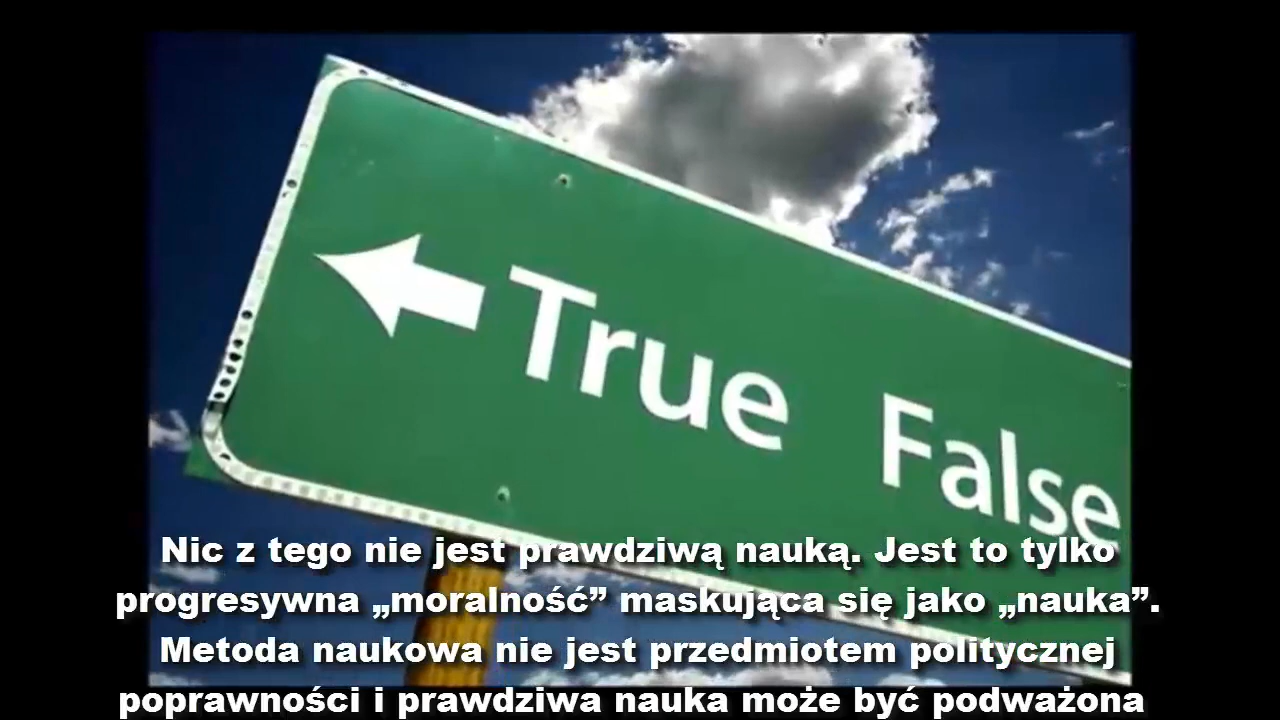 True False
Nic z tego nie jest prawdziwą nauką. Jest to tylko
progresywna „moralność” maskująca się jako „nauka”.
Metoda naukowa nie jest przedmiotem politycznej
poprawności i prawdziwa nauka może być podważona